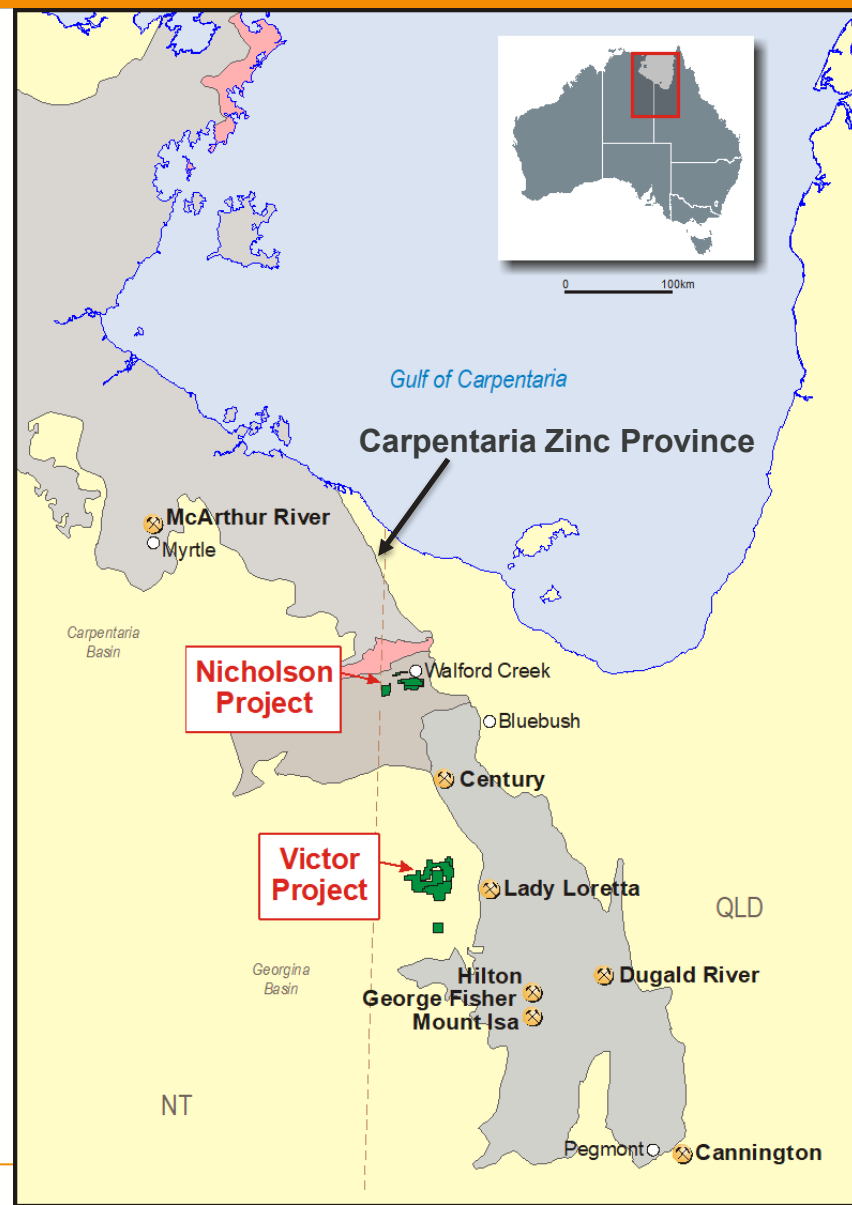 0 100km
Gulf of Carpentaria
Carpentaria Zinc Province
McArthur River
Myrtle
Carpentaria
Basin
Nicholson
Project
Walford Creek
Bluebush
Century
Victor
Project
Lady Loretta
QLD
Georgina
Basin
Hilton
Dugald River
George Fisher
Mount Isa
NT
Pegmont
Cannington